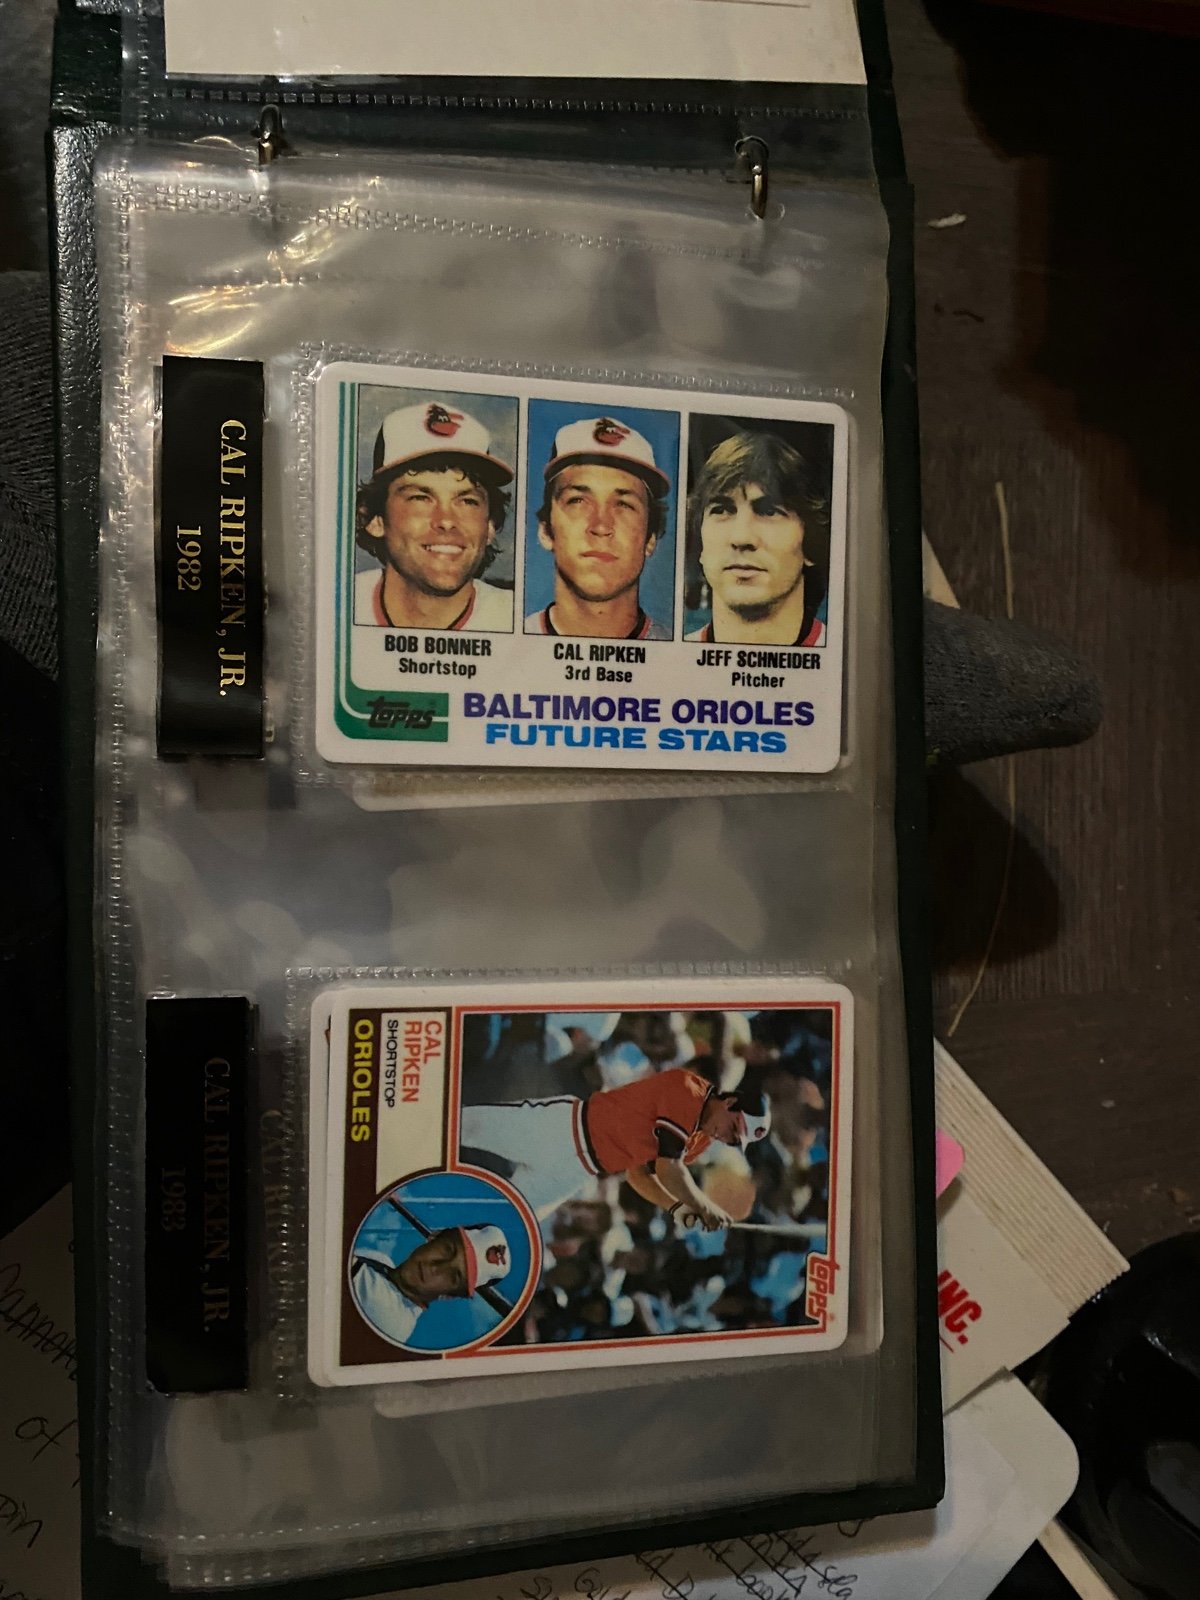 CAL RIPKEN, JR.
1982
BOB BONNER
Shortstop
CAL RIPKEN
3rd Base
JEFF SCHNEIDER
Pitcher
Topps
BALTIMORE ORIOLES
FUTURE STARS
CAL RIPKEN, JR.
1983
CAL
RIPKEN
SHORTSTOP
ORIOLES
Topps
INC.
of